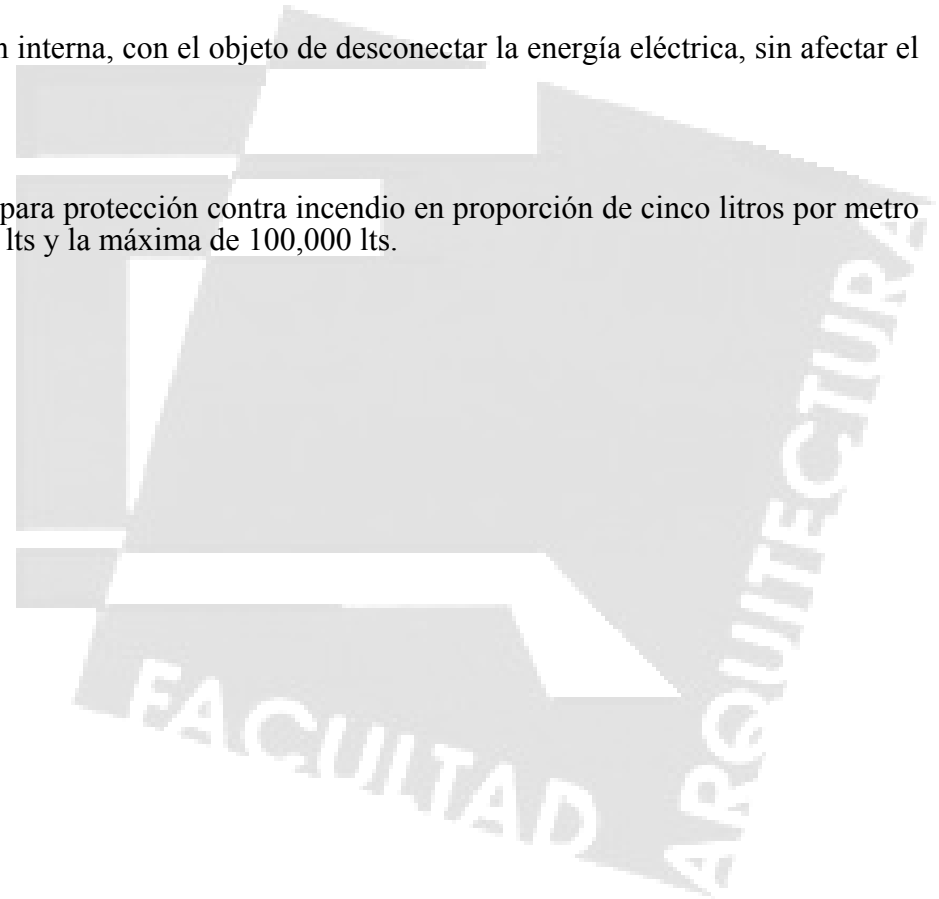 n interna, con el objeto de desconectar la energía eléctrica, sin afectar el
para protección contra incendio en proporción de cinco litros por metro
lts y la máxima de 100,000 lts.
FACULTAD
ARQUITECTURA